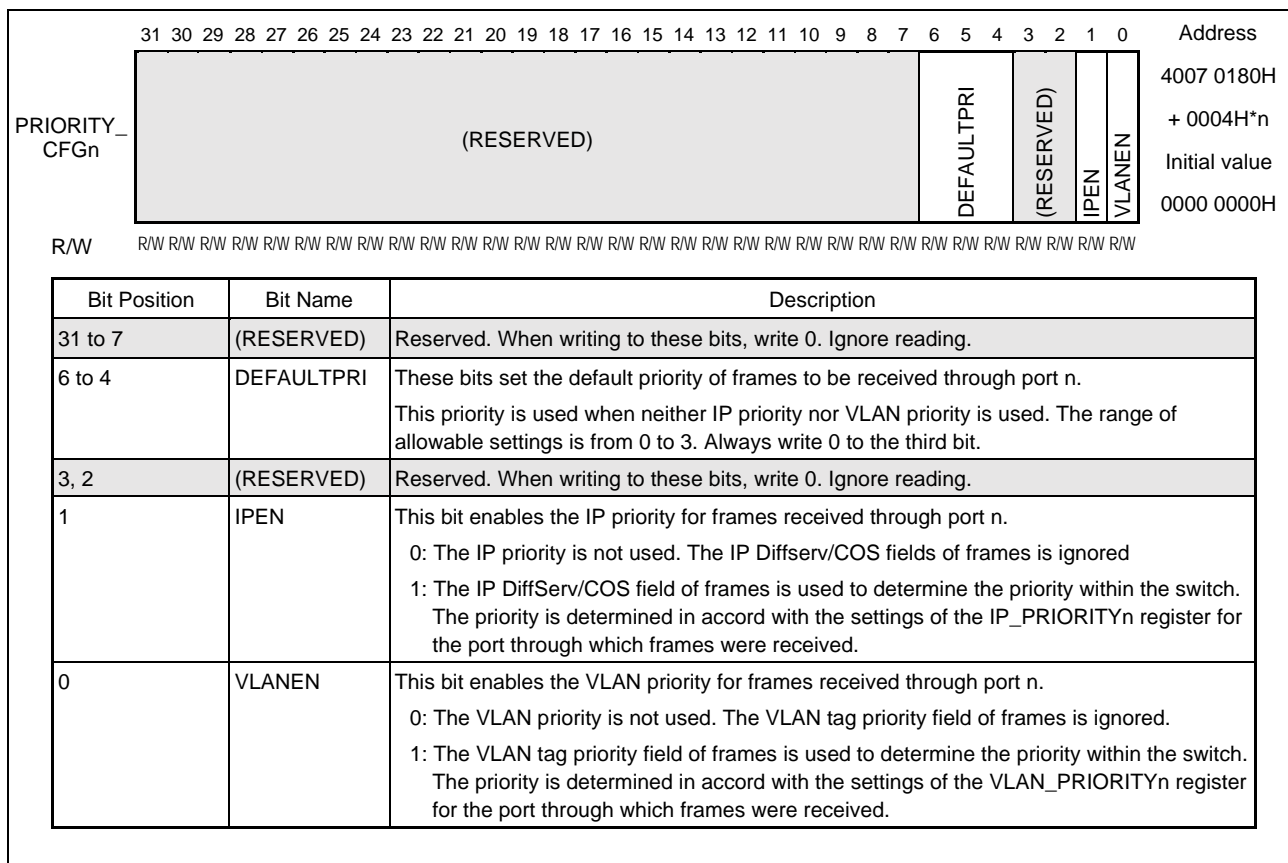 31 30 29 28 27 26 25 24 23 22 21 20 19 18 17 16 15 14 13 12 11 10 9 8 7 6 5 4 3 2 1 0 Address
PRIORITY_
CFGn
(RESERVED)
DEFAULTPRI
(RESERVED)
IPEN
VLANEN
4007 0180H
+ 0004H*n
Initial value
0000 0000H
R/W R/W R/W R/W R/W R/W R/W R/W R/W R/W R/W R/W R/W R/W R/W R/W R/W R/W R/W R/W R/W R/W R/W R/W R/W R/W R/W R/W R/W R/W R/W R/W R/W
Bit Position Bit Name Description
31 to 7 (RESERVED) Reserved. When writing to these bits, write 0. Ignore reading.
6 to 4 DEFAULTPRI These bits set the default priority of frames to be received through port n.
This priority is used when neither IP priority nor VLAN priority is used. The range of
allowable settings is from 0 to 3. Always write 0 to the third bit.
3, 2 (RESERVED) Reserved. When writing to these bits, write 0. Ignore reading.
1 IPEN This bit enables the IP priority for frames received through port n.
0: The IP priority is not used. The IP Diffserv/COS fields of frames is ignored
1: The IP DiffServ/COS field of frames is used to determine the priority within the switch.
The priority is determined in accord with the settings of the IP_PRIORITYn register for
the port through which frames were received.
0 VLANEN This bit enables the VLAN priority for frames received through port n.
0: The VLAN priority is not used. The VLAN tag priority field of frames is ignored.
1: The VLAN tag priority field of frames is used to determine the priority within the switch.
The priority is determined in accord with the settings of the VLAN_PRIORITYn register
for the port through which frames were received.